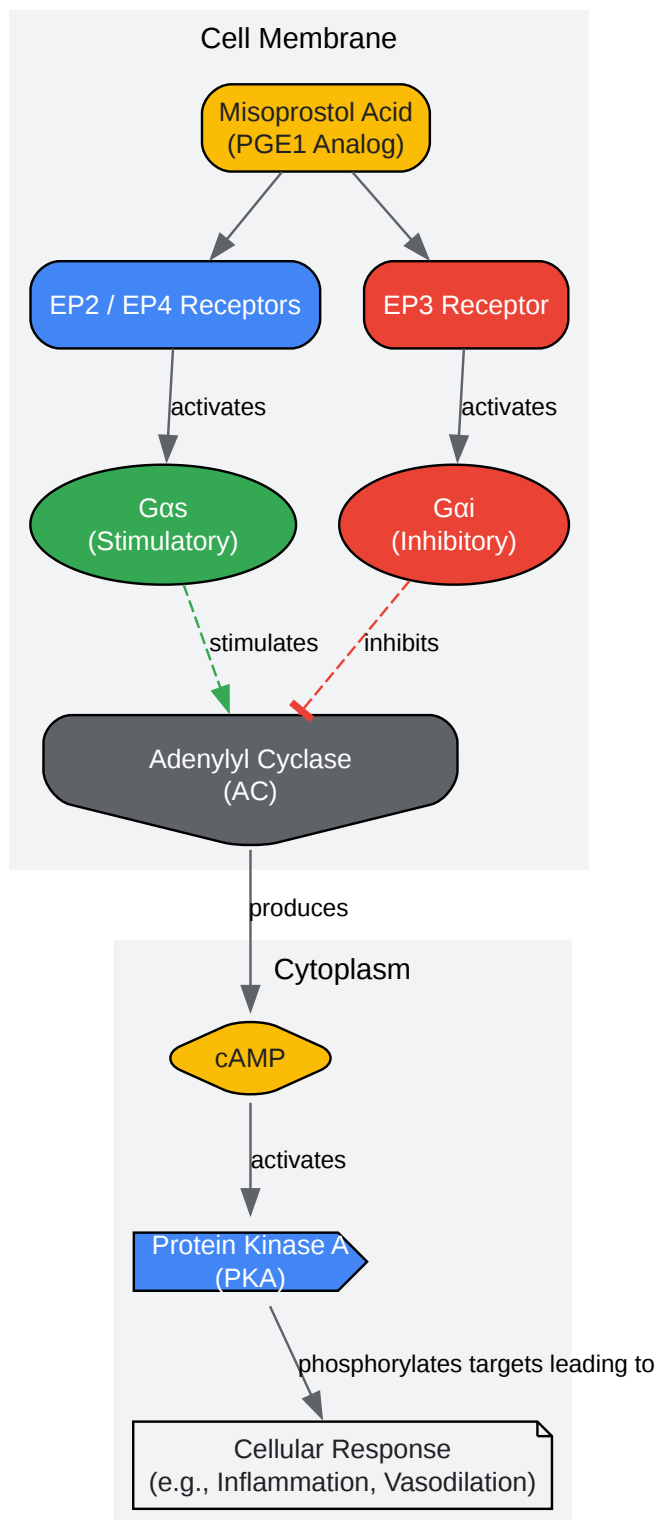 Cell Membrane
Misoprostol Acid
(PGE1 Analog)
EP2 / EP4 Receptors
EP3 Receptor
activates
activates
Gαs
(Stimulatory)
Gαi
(Inhibitory)
stimulates
inhibits
Adenylyl Cyclase
(AC)
produces
Cytoplasm
cAMP
activates
Protein Kinase A
(PKA)
phosphorylates targets leading to
Cellular Response
(e.g., Inflammation, Vasodilation)